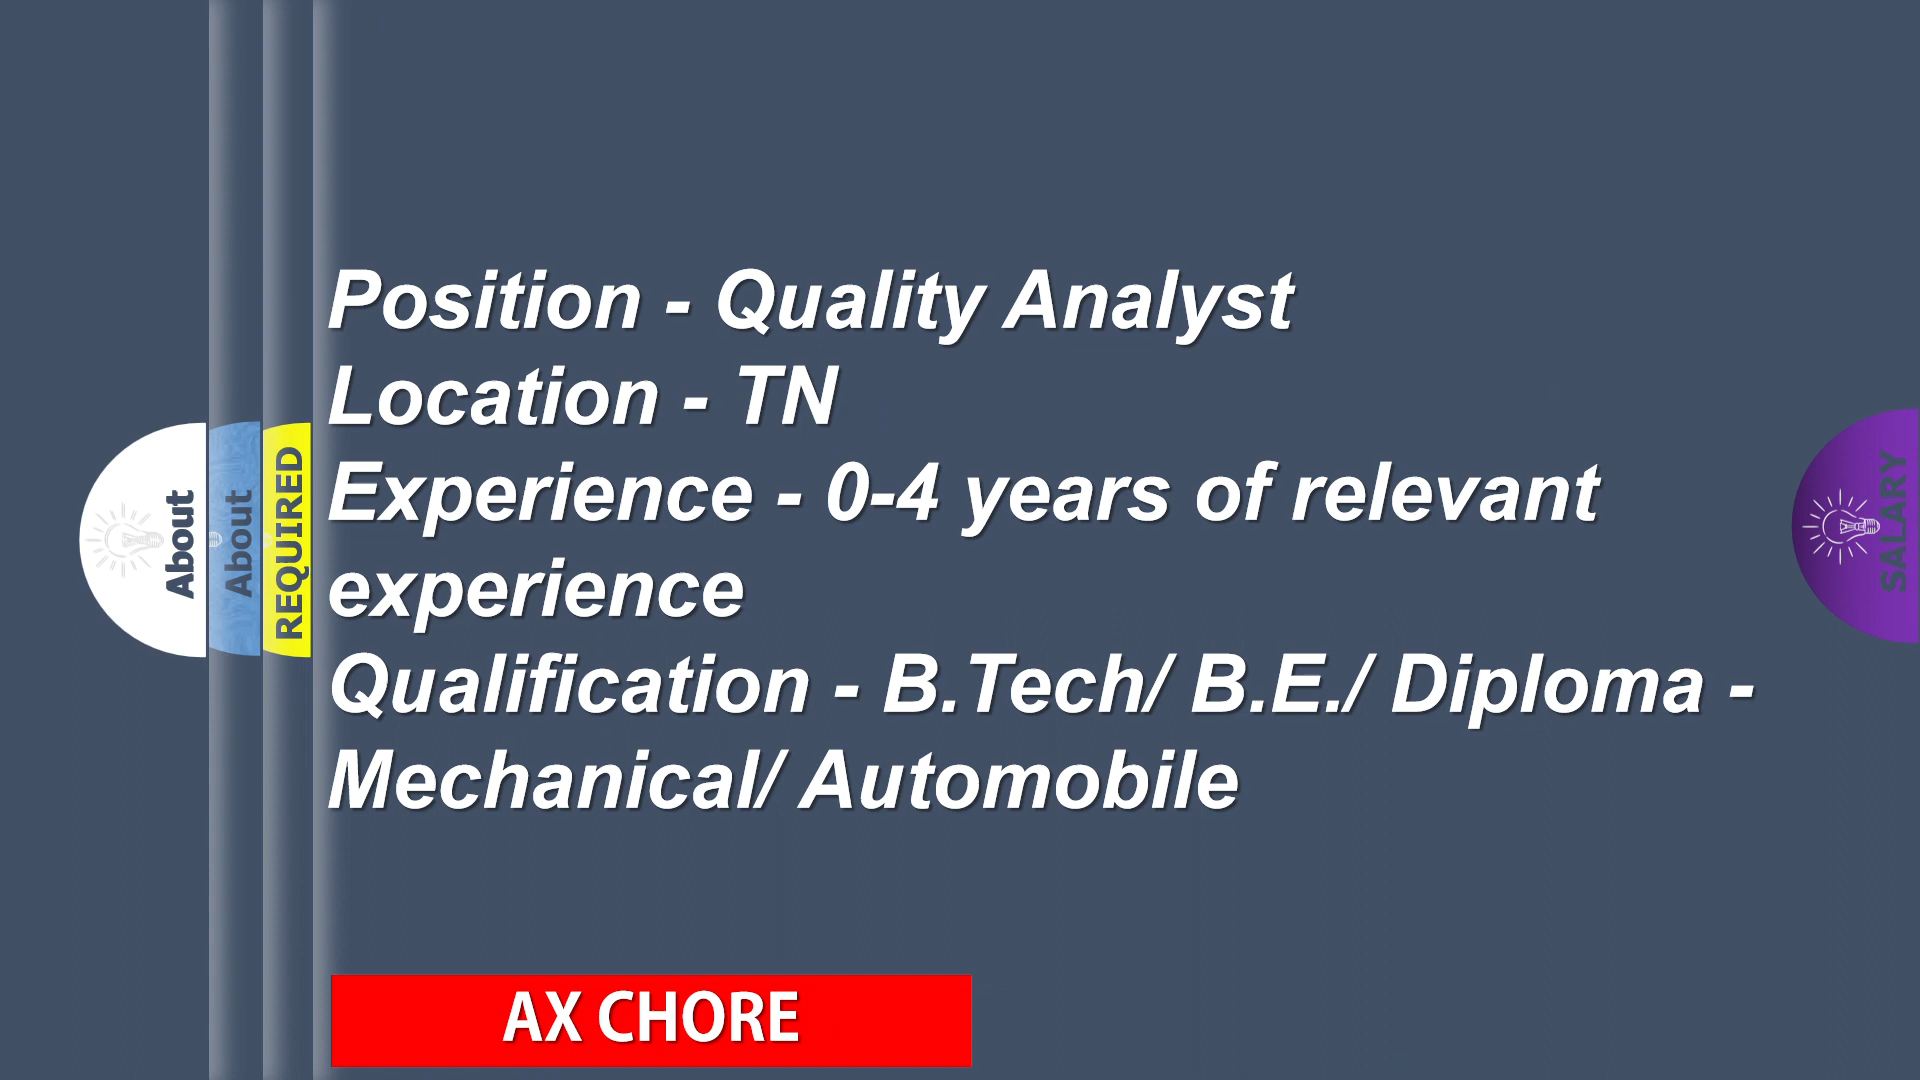 About
About
REQUIRED
Position - Quality Analyst
Location - TN
Experience - 0-4 years of relevant
experience
Qualification - B.Tech/ B.E./ Diploma -
Mechanical/ Automobile
SALARY
AX CHORE